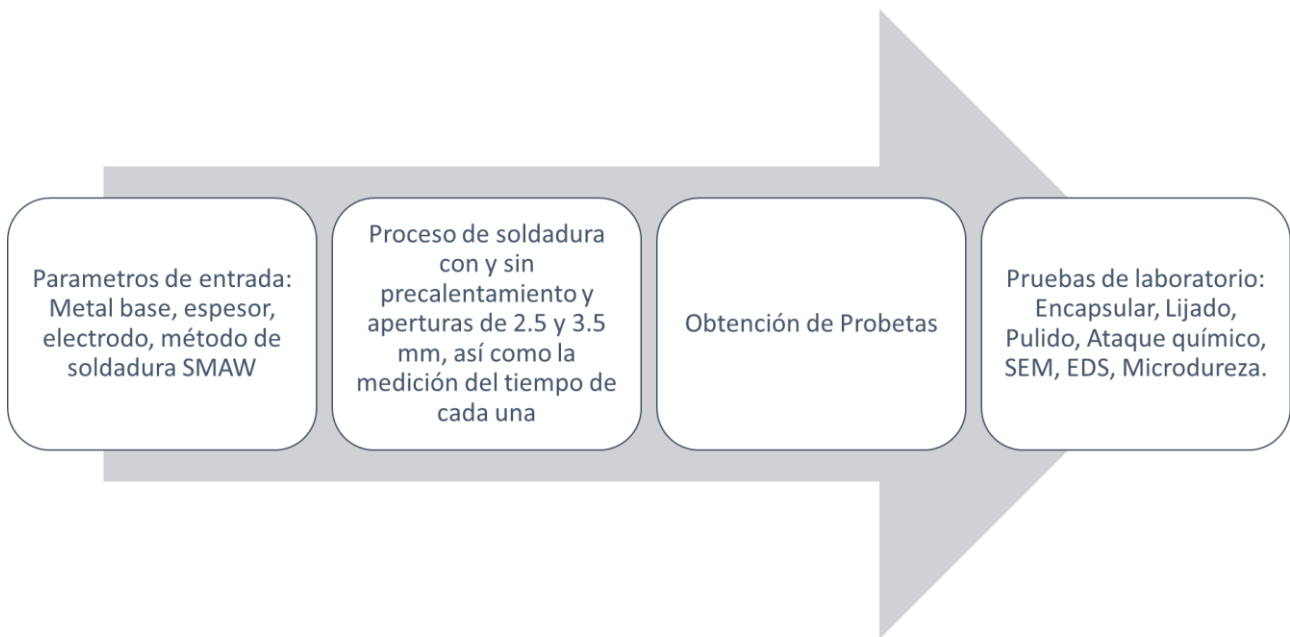 Parametros de entrada:
Metal base, espesor,
electrodo, método de
soldadura SMAW
Proceso de soldadura
con y sin
precalentamiento y
aperturas de 2.5 y 3.5
mm, así como la
medición del tiempo de
cada una
Obtención de Probetas
Pruebas de laboratorio:
Encapsular, Lijado,
Pulido, Ataque químico,
SEM, EDS, Microdureza.